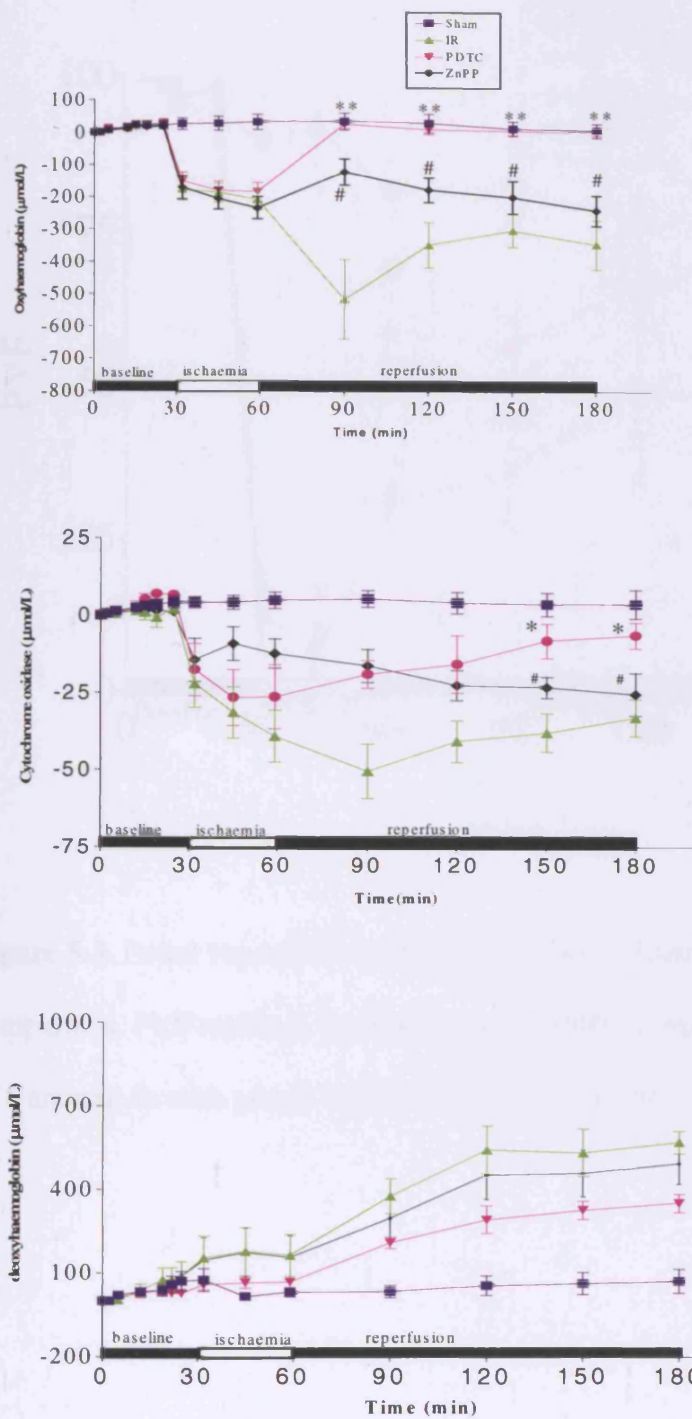 Sham
IR
PDTC
ZnPP
Oxyhaemoglobin (µmol/L)
100
0
-100
-200
-300
-400
-500
-600
-700
-800
** ** ** **
# # # #
baseline ischaemia reperfusion
0 30 60 90 120 150 180
Time (min)
Cytochrome oxidase (µmol/L)
25
0
-25
-50
-75
* *
# #
baseline ischaemia reperfusion
0 30 60 90 120 150 180
Time(min)
deoxyhaemoglobin (µmol/L)
1000
700
400
100
-200
baseline ischaemia reperfusion
0 30 60 90 120 150 180
Time (min)